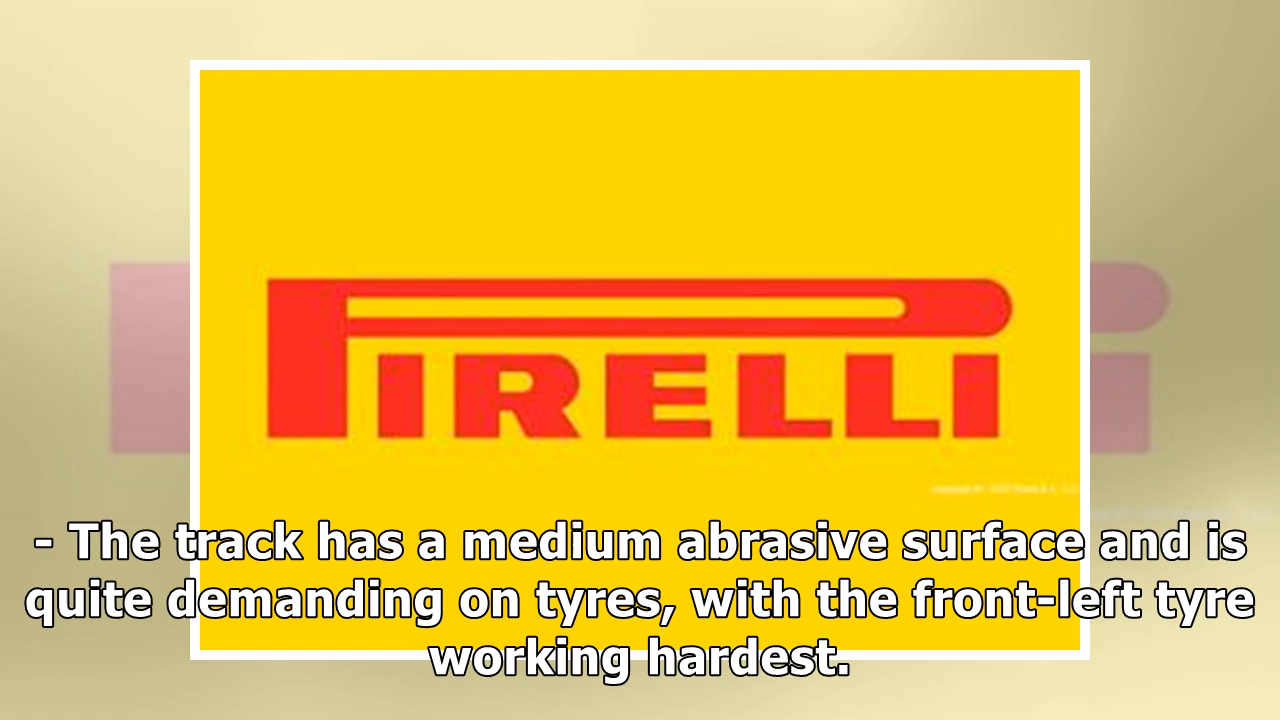 PIRELLI
- The track has a medium abrasive surface and is
quite demanding on tyres, with the front-left tyre
working hardest.